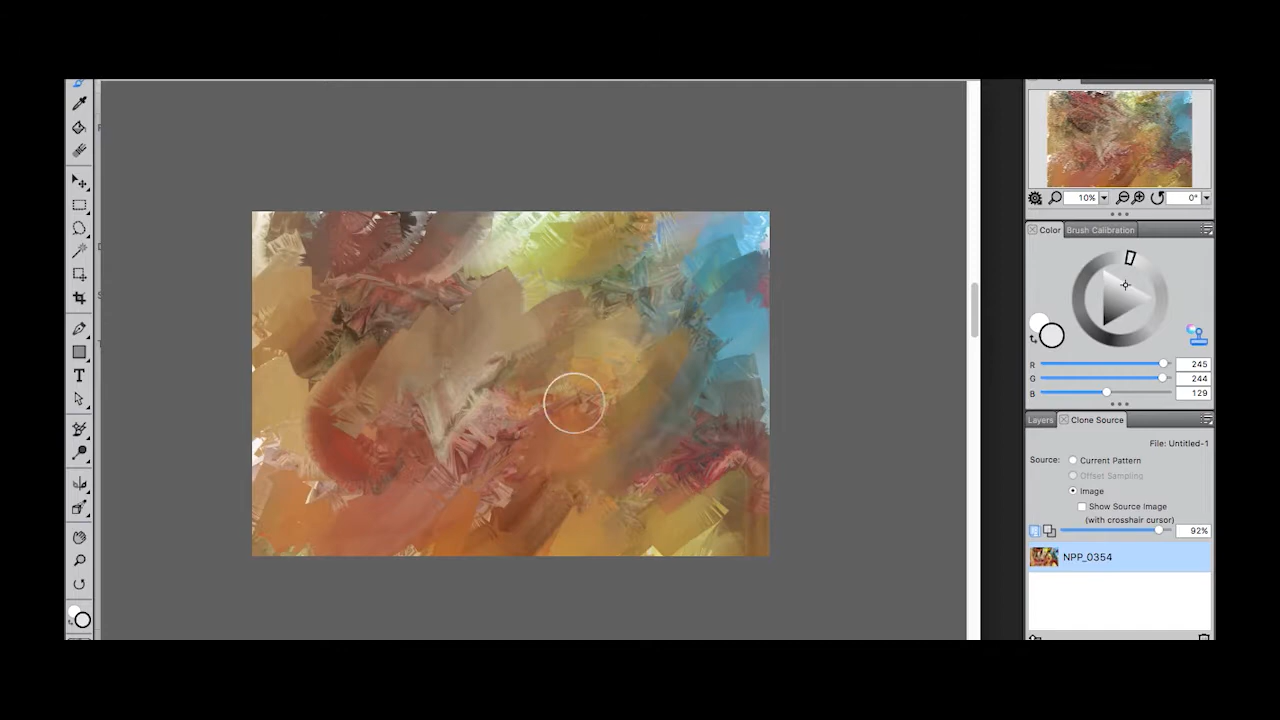 10%
0°
Color
Brush Calibration
R
245
G
244
B
129
Layers
Clone Source
File: Untitled-1
Source:
Current Pattern
Offset Sampling
Image
Show Source Image
(with crosshair cursor)
92%
NPP_0354